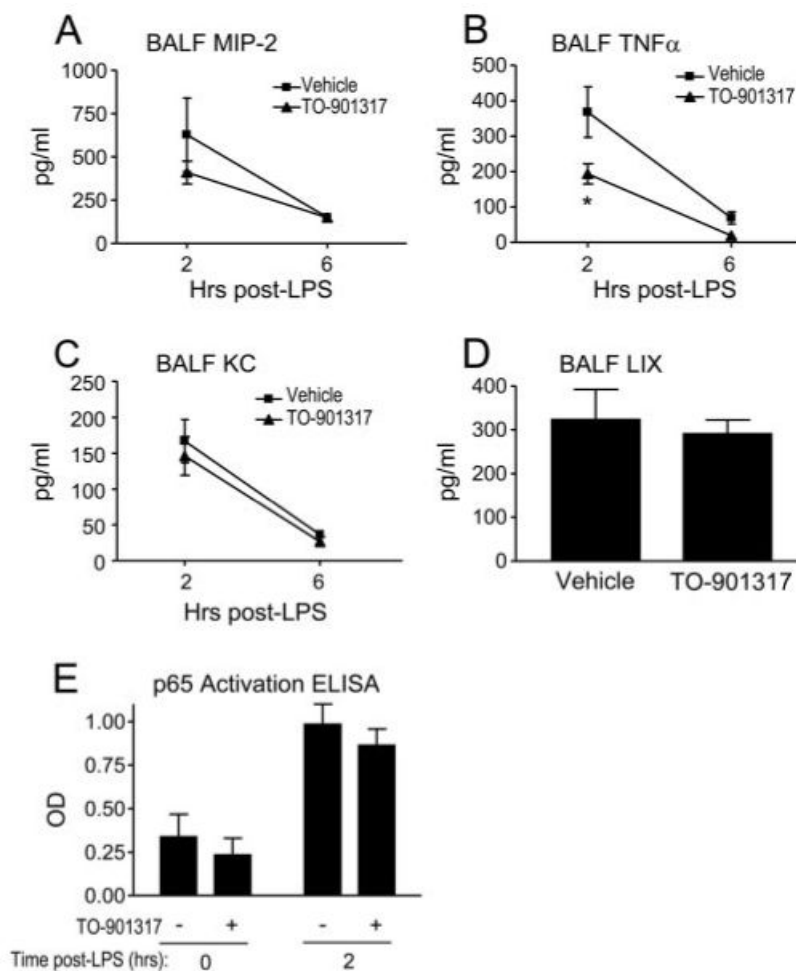 A
BALF MIP-2
1000
750
500
250
0
pg/ml
Vehicle
TO-901317
2
6
Hrs post-LPS
B
BALF TNFα
500
400
300
200
100
0
pg/ml
Vehicle
TO-901317
*
2
6
Hrs post-LPS
C
BALF KC
250
200
150
100
50
0
pg/ml
Vehicle
TO-901317
2
6
Hrs post-LPS
D
BALF LIX
400
300
200
100
0
pg/ml
Vehicle
TO-901317
E
p65 Activation ELISA
1.00
0.75
0.50
0.25
0.00
OD
TO-901317 - + - +
Time post-LPS (hrs): 0 2